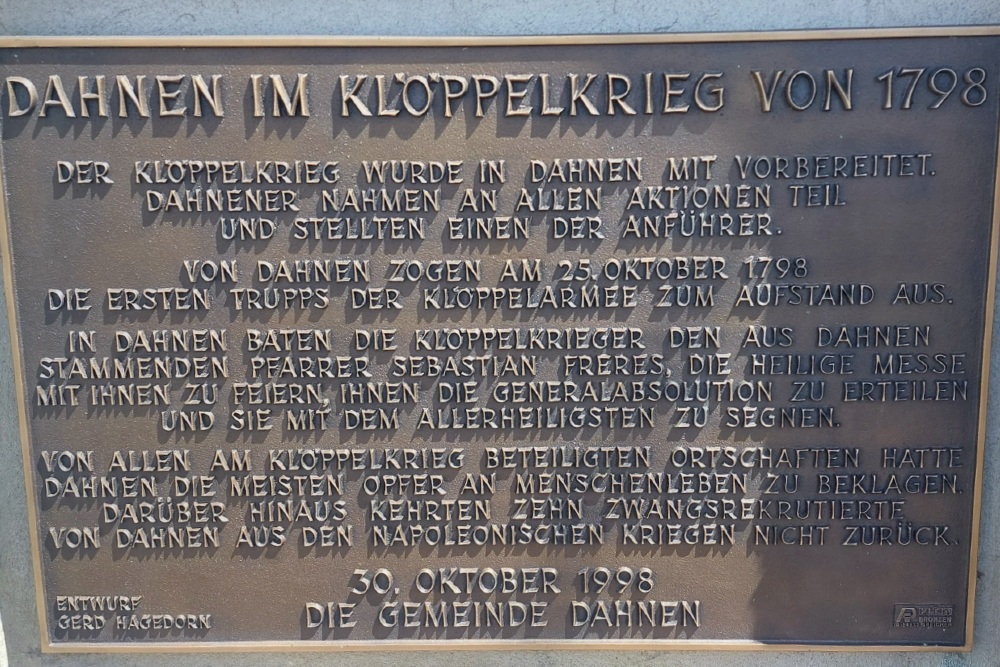 DAHNEN IM KLÖPPELKRIEG VON 1798
DER KLÖPPELKRIEG WURDE IN DAHNEN MIT VORBEREITET.
DAHNENER NAHMEN AN ALLEN AKTIONEN TEIL
UND STELLTEN EINEN DER ANFÜHRER.
VON DAHNEN ZOGEN AM 25. OKTOBER 1798
DIE ERSTEN TRUPPS DER KLÖPPELARMEE ZUM AUFSTAND AUS.
IN DAHNEN BATEN DIE KLÖPPELKRIEGER DEN AUS DAHNEN
STAMMENDEN PFARRER SEBASTIAN FRERES, DIE HEILIGE MESSE
MIT IHNEN ZU FEIERN, IHNEN DIE GENERALABSOLUTION ZU ERTEILEN
UND SIE MIT DEM ALLERHEILIGSTEN ZU SEGNEN.
VON ALLEN AM KLÖPPELKRIEG BETEILIGTEN ORTSCHAFTEN HATTE
DAHNEN DIE MEISTEN OPFER AN MENSCHENLEBEN ZU BEKLAGEN.
DARÜBER HINAUS KEHRTEN ZEHN ZWANGSREKRUTIERTE
VON DAHNEN AUS DEN NAPOLEONISCHEN KRIEGEN NICHT ZURÜCK.
30. OKTOBER 1998
DIE GEMEINDE DAHNEN
ENTWURF
GERD HAGEDORN